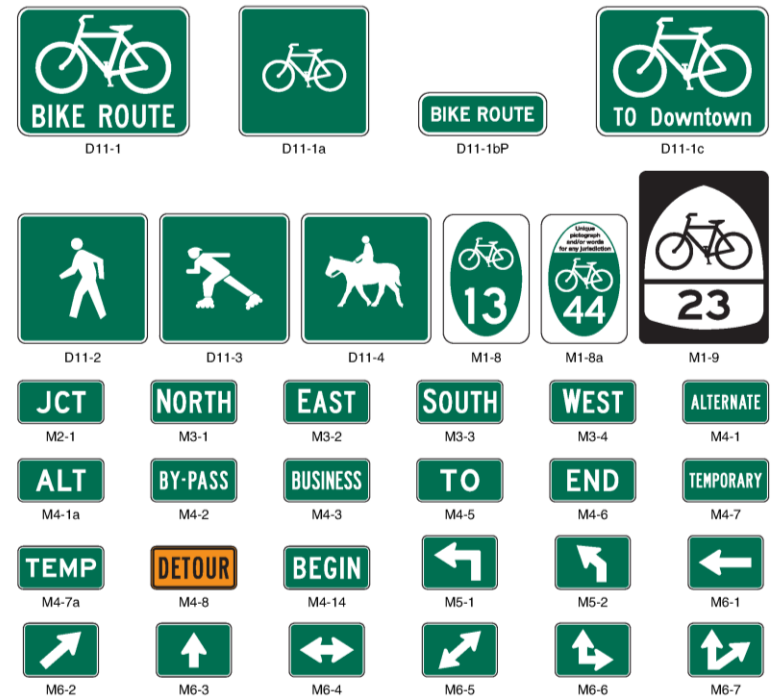 BIKE ROUTE
TO Downtown
BIKE ROUTE
D11-1
D11-1a
D11-1bP
D11-1c
Unique
pictograph
and/or words
for any jurisdiction
13
44
23
D11-2
D11-3
D11-4
M1-8
M1-8a
M1-9
JCT
NORTH
EAST
SOUTH
WEST
ALTERNATE
M2-1
M3-1
M3-2
M3-3
M3-4
M4-1
ALT
BY-PASS
BUSINESS
TO
END
TEMPORARY
M4-1a
M4-2
M4-3
M4-5
M4-6
M4-7
TEMP
DETOUR
BEGIN
M4-7a
M4-8
M4-14
M5-1
M5-2
M6-1
M6-2
M6-3
M6-4
M6-5
M6-6
M6-7